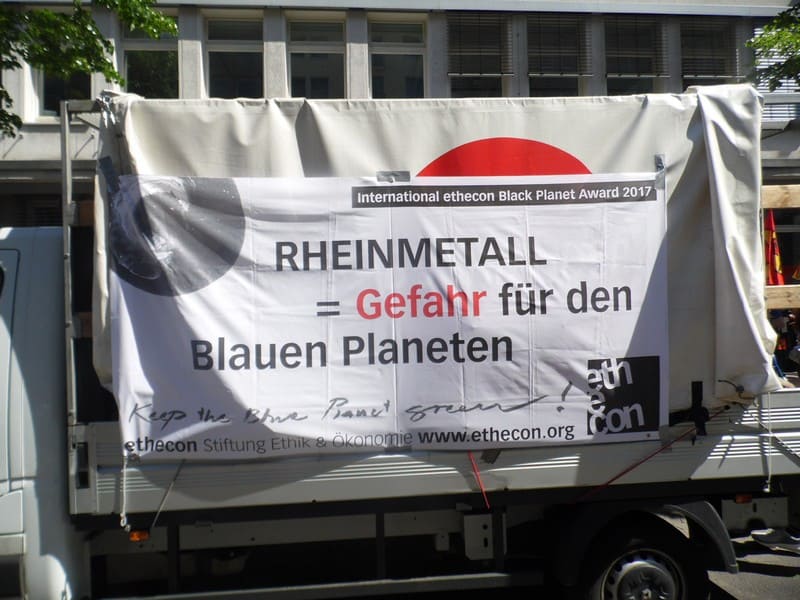 International ethecon Black Planet Award 2017
RHEINMETALL
= Gefahr für den
Blauen Planeten
Keep the Blue Planet green!
ethecon Stiftung Ethik & Ökonomie www.ethecon.org
eth
e
con